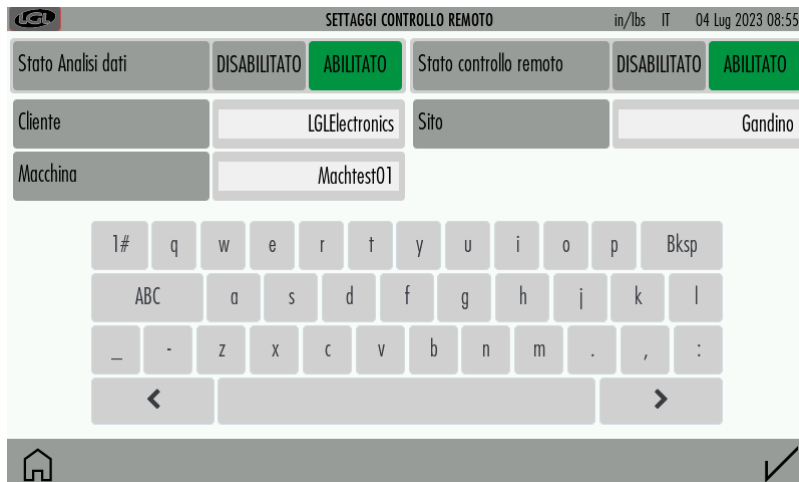 LGL SETTAGGI CONTROLLO REMOTO in/lbs IT 04 Lug 2023 08:55
Stato Analisi dati DISABILITATO ABILITATO Stato controllo remoto DISABILITATO ABILITATO
Cliente LGLElectronics Sito Gandino
Macchina Machtest01
1# q w e r t y u i o p Bksp
ABC a s d f g h j k l
_ - z x c v b n m . , :